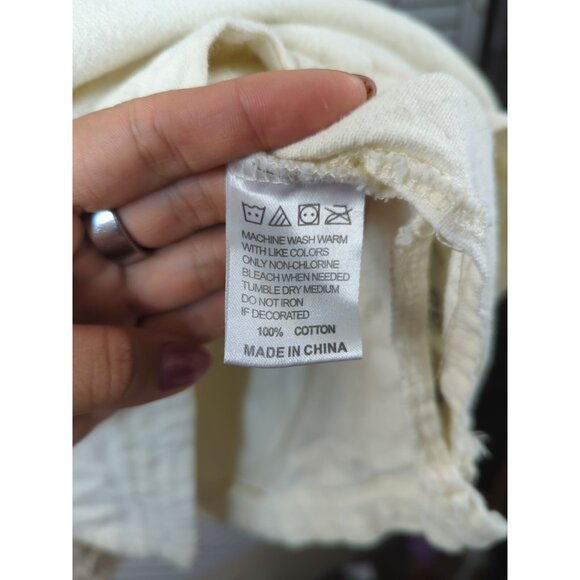 MACHINE WASH WARM
WITH LIKE COLORS
ONLY NON-CHLORINE
BLEACH WHEN NEEDED
TUMBLE DRY MEDIUM
DO NOT IRON
IF DECORATED
100% COTTON
MADE IN CHINA